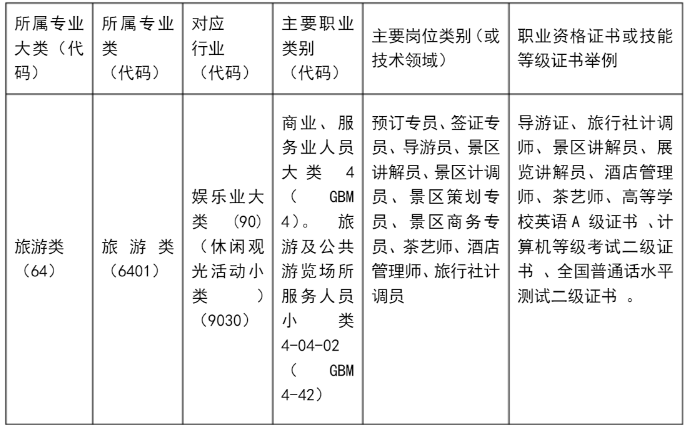 所属专业
大类（代
码）
所属专业
类
（代码）
对应
行业
（代码）
主要职业
类别
（代码）
主要岗位类别（或
技术领域）
职业资格证书或技能
等级证书举例
旅游类
（64）
旅游类
（6401）
娱乐业大
类（90）
（休闲观
光活动小
类）
（9030）
商业、服
务业人员
大类 4
（ GBM
4）。旅
游及公共
游览场所
服务人员
小类
4-04-02
（ GBM
4-42）
预订专员、签证专
员、导游员、景区
讲解员、景区计调
员、景区策划专
员、景区商务专
员、茶艺师、酒店
管理师、旅行社计
调员
导游证、旅行社计调
师、景区讲解员、展
览讲解员、酒店管理
师、茶艺师、高等学
校英语 A 级证书 、计
算机等级考试二级证
书 、全国普通话水平
测试二级证书 。